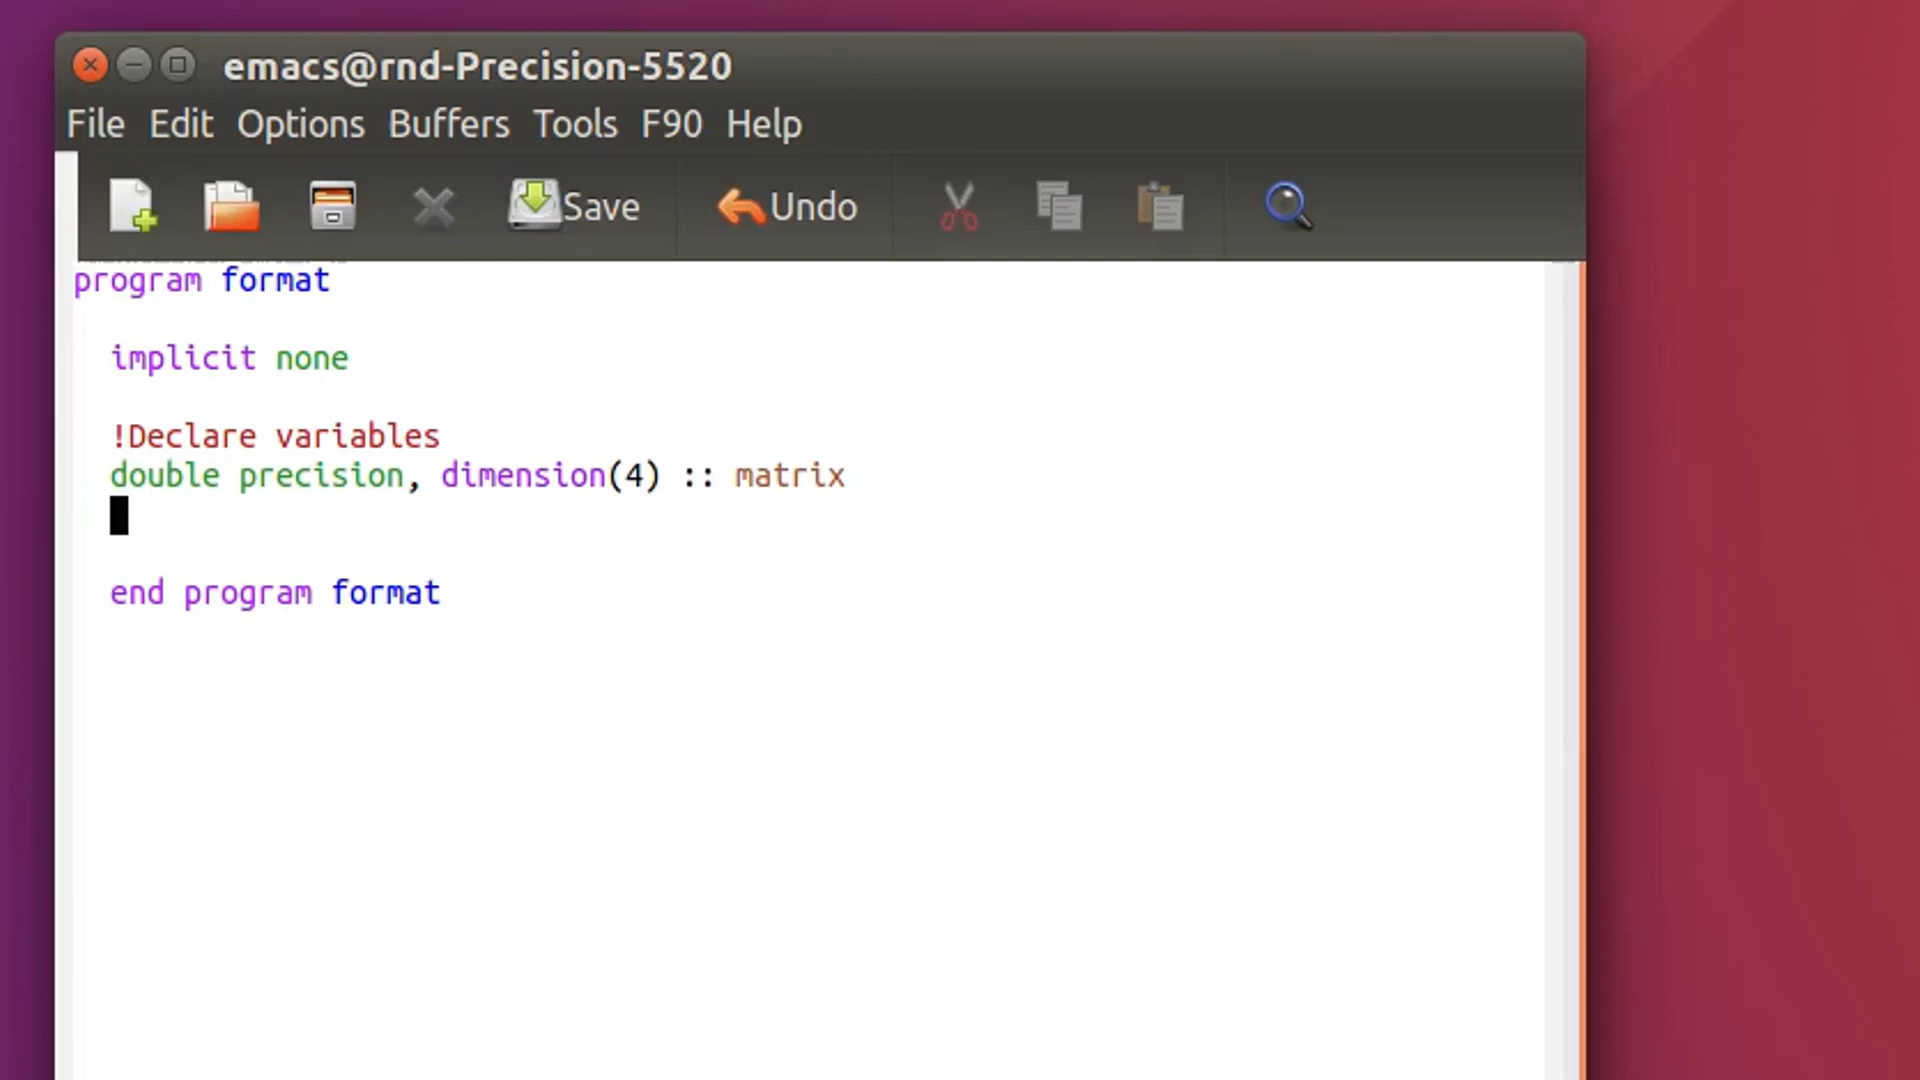 emacs@rnd-Precision-5520
File Edit Options Buffers Tools F90 Help
Save Undo
program format
implicit none
!Declare variables
double precision, dimension(4) :: matrix
end program format